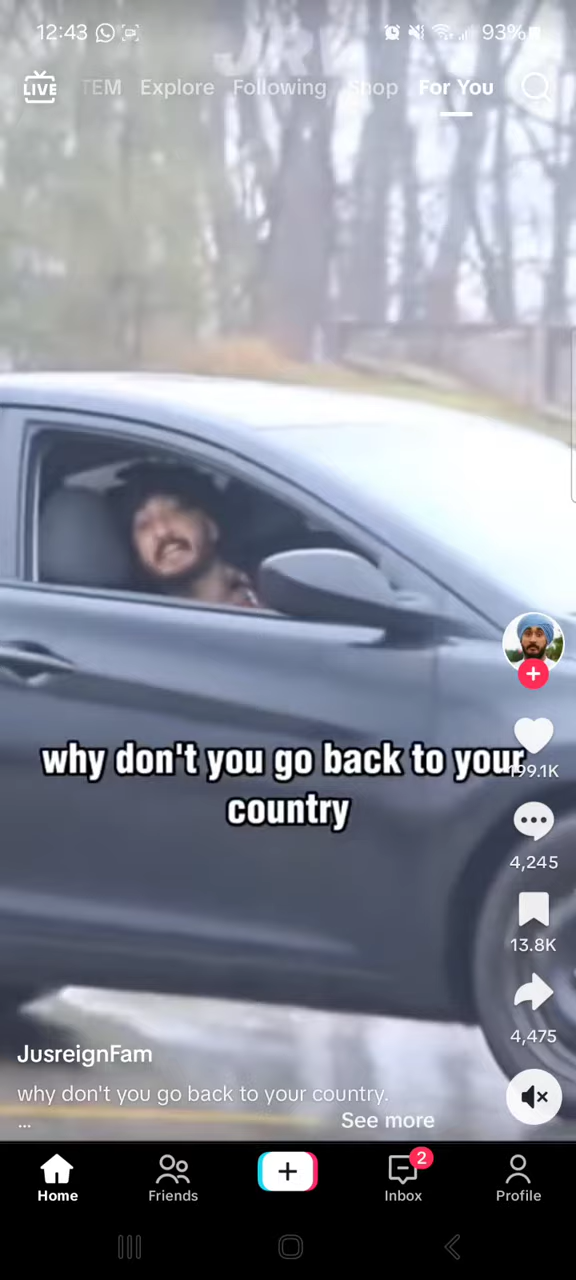 12:43
93%
LIVE
TEM Explore Following Shop For You
why don't you go back to your
country
199.1K
4,245
13.8K
4,475
JusreignFam
why don't you go back to your country.
... See more
2
Home Friends Inbox Profile